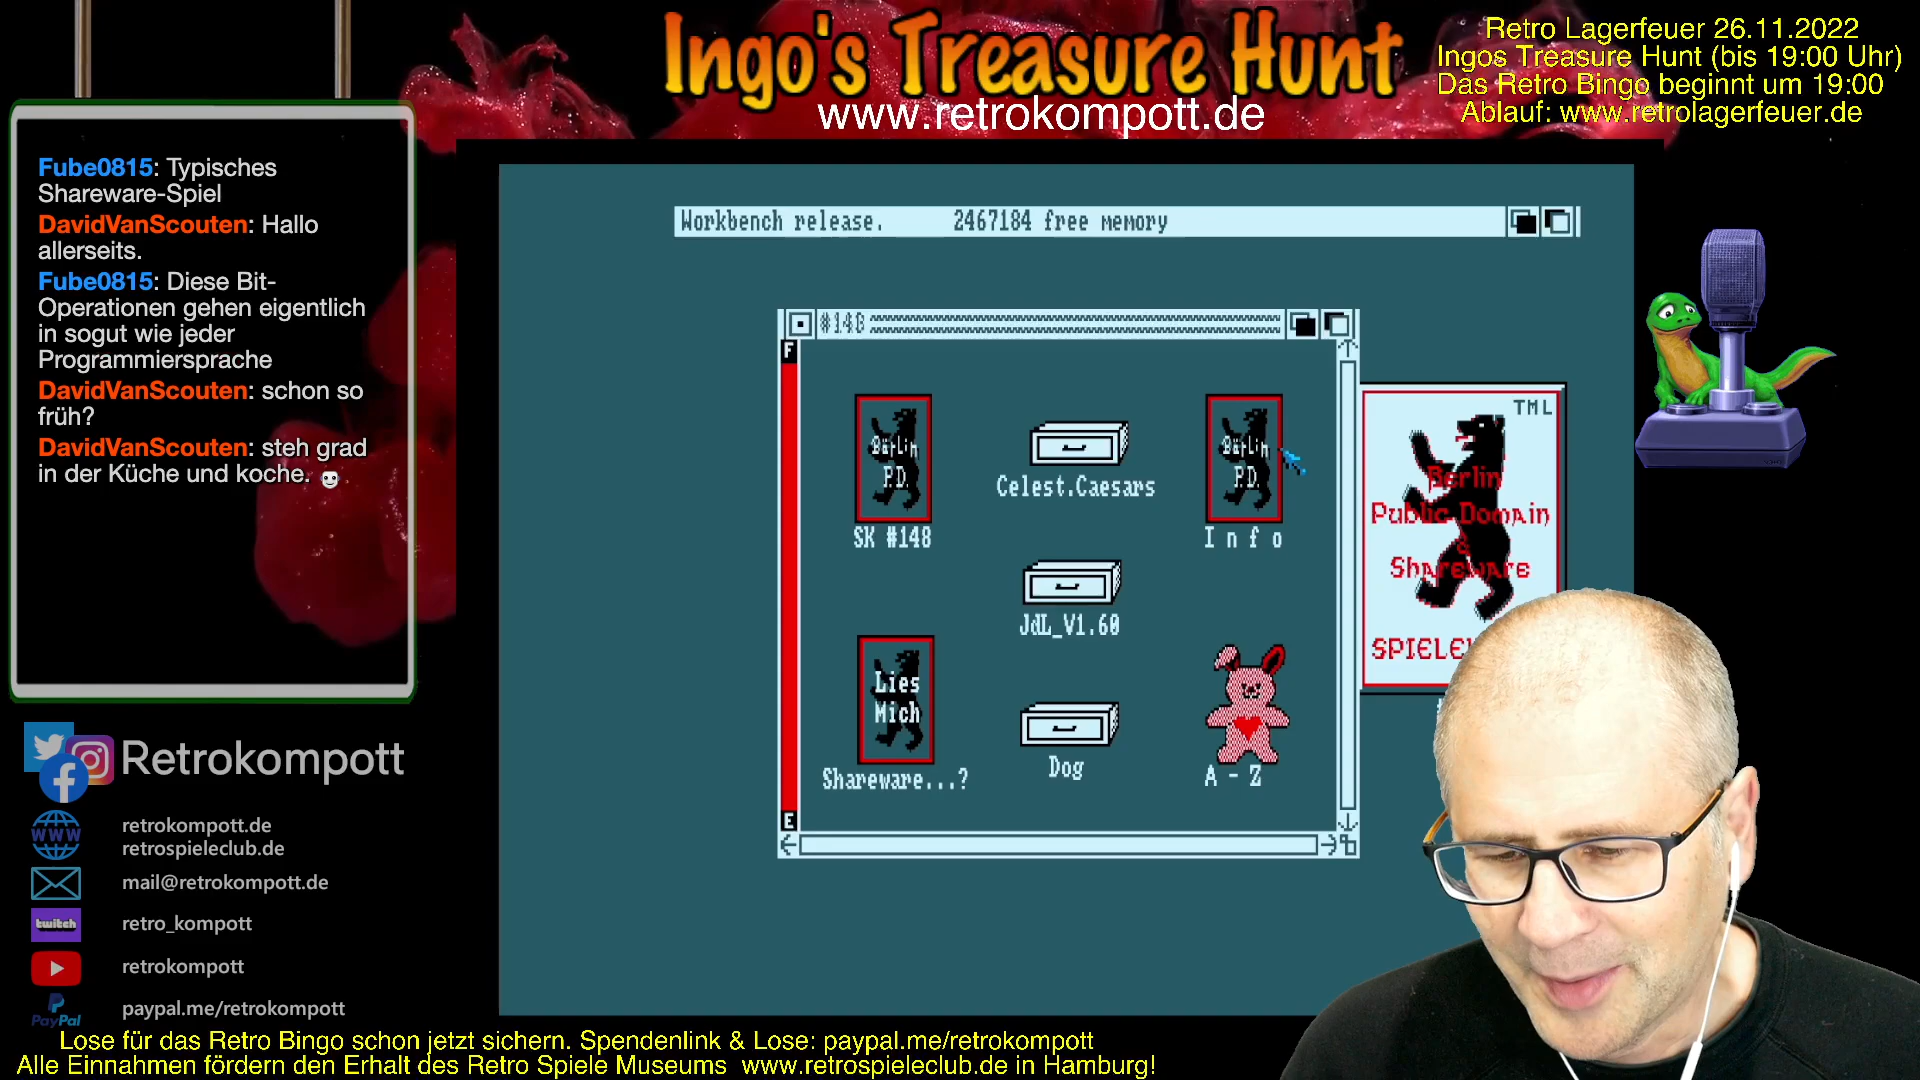 Ingo's Treasure Hunt
www.retrokompott.de
Retro Lagerfeuer 26.11.2022
Ingos Treasure Hunt (bis 19:00 Uhr)
Das Retro Bingo beginnt um 19:00
Ablauf: www.retrolagerfeuer.de
Fube0815: Typisches
Shareware-Spiel
DavidVanScouten: Hallo
allerseits.
Fube0815: Diese Bit-
Operationen gehen eigentlich
in sogut wie jeder
Programmiersprache
DavidVanScouten: schon so
früh?
DavidVanScouten: steh grad
in der Küche und koche.
Workbench release. 2467184 free memory
#148
F
Bärlin
P.D.
SK #148
Celest.Caesars
Bärlin
P.D.
I n f o
JdL_V1.60
Lies
Mich
Shareware...?
Dog
A - Z
E
TML
Berlin
Public Domain
&
Shareware
Retrokompott
WWW
retrokompott.de
retrospieleclub.de
mail@retrokompott.de
twitch
retro_kompott
retrokompott
PayPal
paypal.me/retrokompott
Lose für das Retro Bingo schon jetzt sichern. Spendenlink & Lose: paypal.me/retrokompott
Alle Einnahmen fördern den Erhalt des Retro Spiele Museums www.retrospieleclub.de in Hamburg!